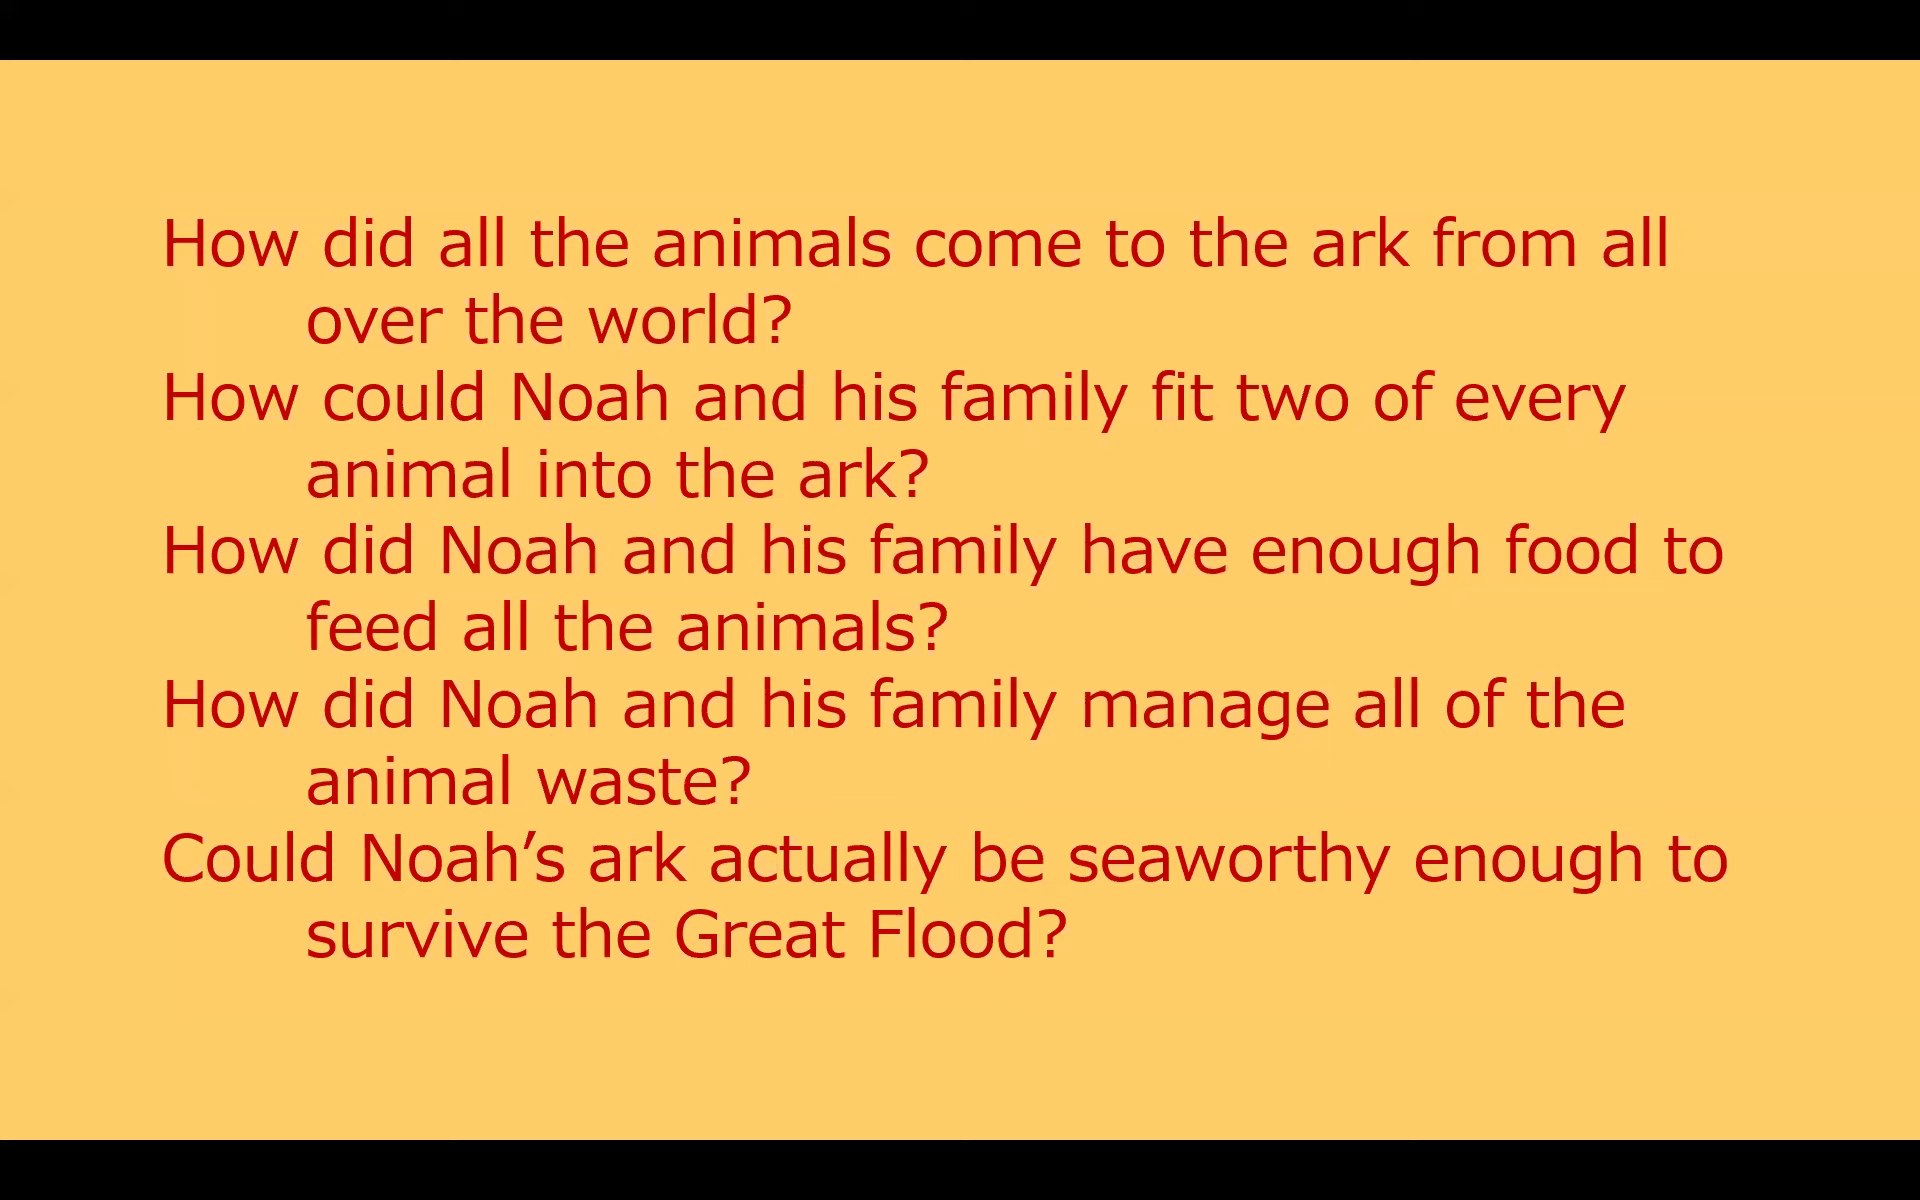 How did all the animals come to the ark from all
over the world?
How could Noah and his family fit two of every
animal into the ark?
How did Noah and his family have enough food to
feed all the animals?
How did Noah and his family manage all of the
animal waste?
Could Noah’s ark actually be seaworthy enough to
survive the Great Flood?